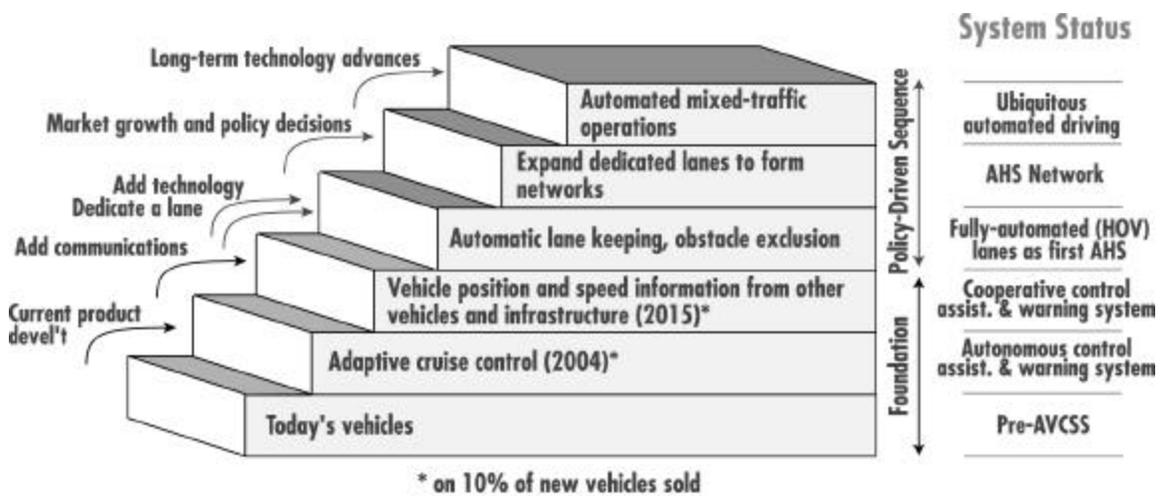 System Status
Long-term technology advances
Market growth and policy decisions
Add technology
Dedicate a lane
Add communications
Current product
devel't
Automated mixed-traffic
operations
Expand dedicated lanes to form
networks
Automatic lane keeping, obstacle exclusion
Vehicle position and speed information from other
vehicles and infrastructure (2015)*
Adaptive cruise control (2004)*
Today's vehicles
Policy-Driven Sequence
Foundation
Ubiquitous
automated driving
AHS Network
Fully-automated (HOV)
lanes as first AHS
Cooperative control
assist. & warning system
Autonomous control
assist. & warning system
Pre-AVCSS
* on 10% of new vehicles sold